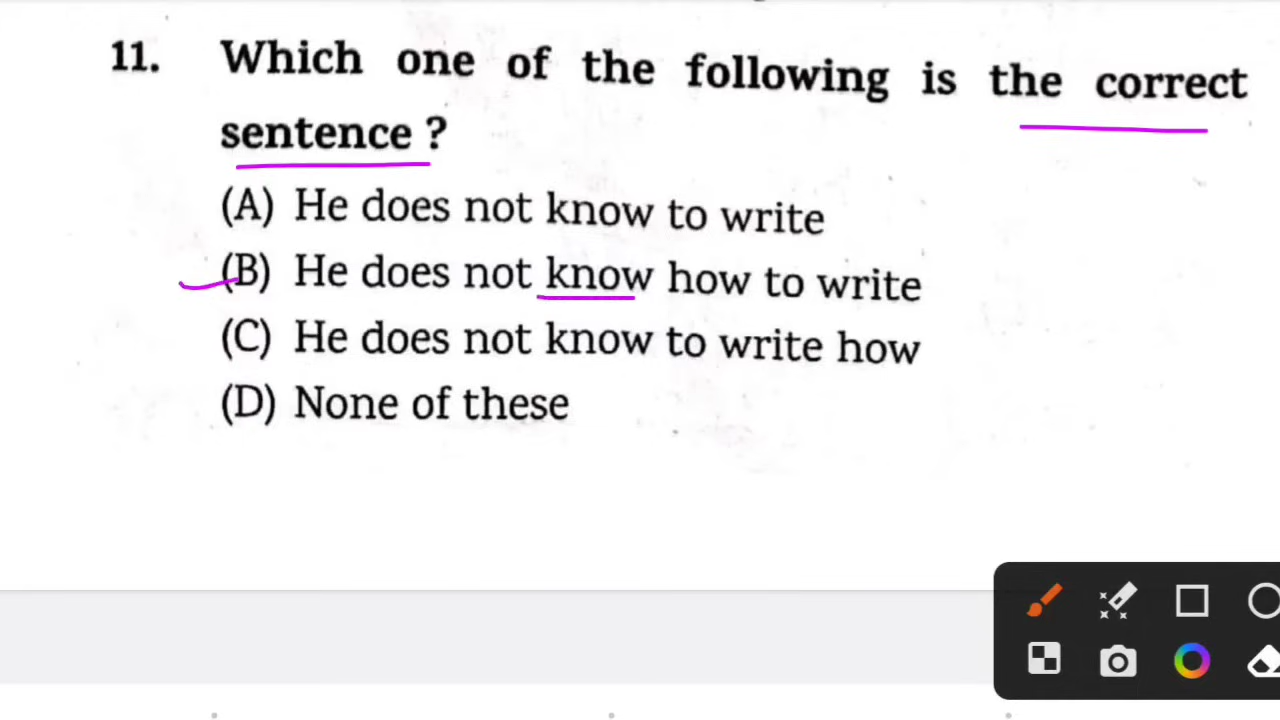 11. Which one of the following is the correct
sentence ?
(A) He does not know to write
(B) He does not know how to write
(C) He does not know to write how
(D) None of these